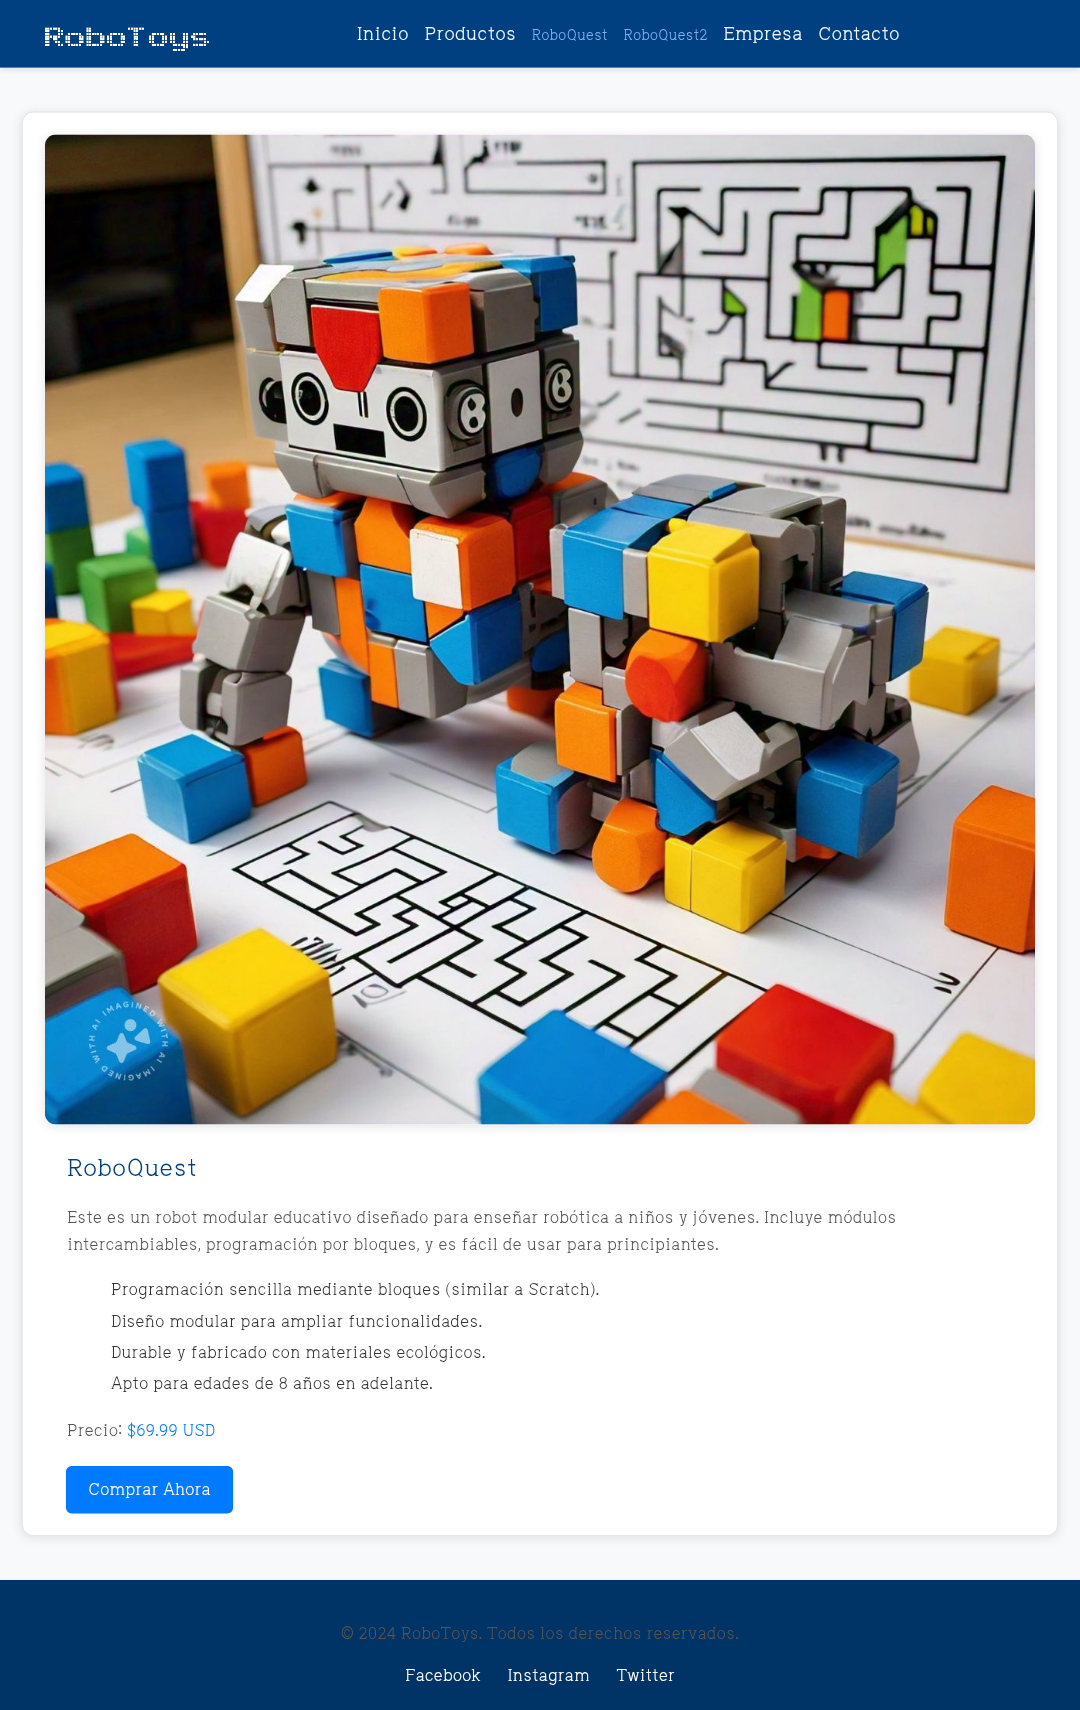 RoboToys
Inicio Productos RoboQuest RoboQuest2 Empresa Contacto
IMAGINED WITH AI IMAGINED WITH AI
RoboQuest
Este es un robot modular educativo diseñado para enseñar robótica a niños y jóvenes. Incluye módulos
intercambiables, programación por bloques, y es fácil de usar para principiantes.
Programación sencilla mediante bloques (similar a Scratch).
Diseño modular para ampliar funcionalidades.
Durable y fabricado con materiales ecológicos.
Apto para edades de 8 años en adelante.
Precio: $69.99 USD
Comprar Ahora
© 2024 RoboToys. Todos los derechos reservados.
Facebook Instagram Twitter